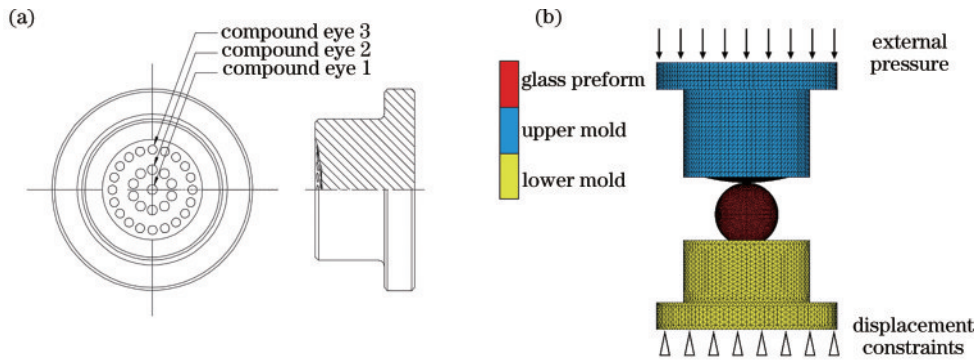 (a)
compound eye 3
compound eye 2
compound eye 1
(b)
external
pressure
glass preform
upper mold
lower mold
displacement
constraints